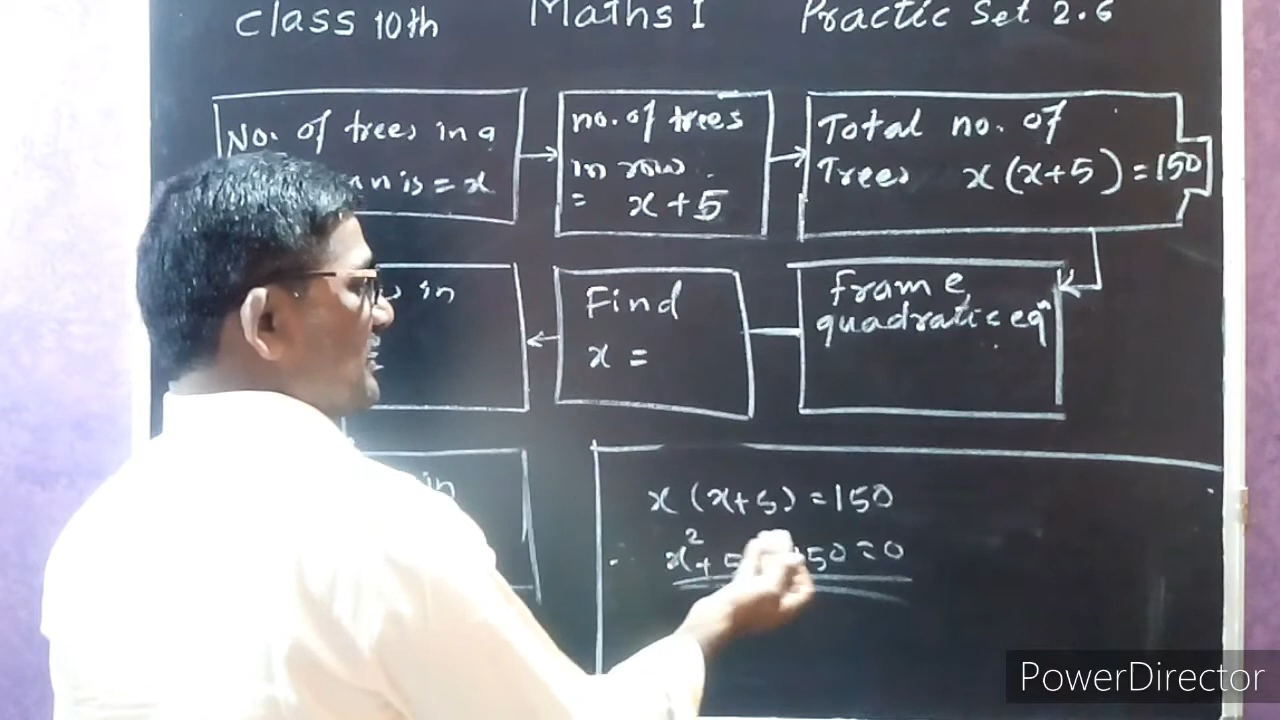 Class 10th Maths I Practic Set 2.6
No. of trees in a
n is = x
no. of trees
in row
= x + 5
Total no. of
Trees x (x+5) = 150
Frame
quadratic eqⁿ
Find
x =
in
in
x (x+5) = 150
x² + 5 50 = 0
PowerDirector